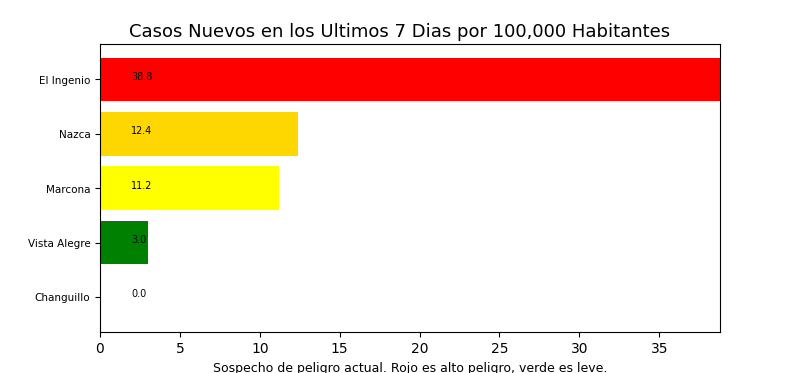 Casos Nuevos en los Ultimos 7 Dias por 100,000 Habitantes
El Ingenio 38.8
Nazca 12.4
Marcona 11.2
Vista Alegre 3.0
Changuillo 0.0
0 5 10 15 20 25 30 35
Sospecho de peligro actual. Rojo es alto peligro, verde es leve.